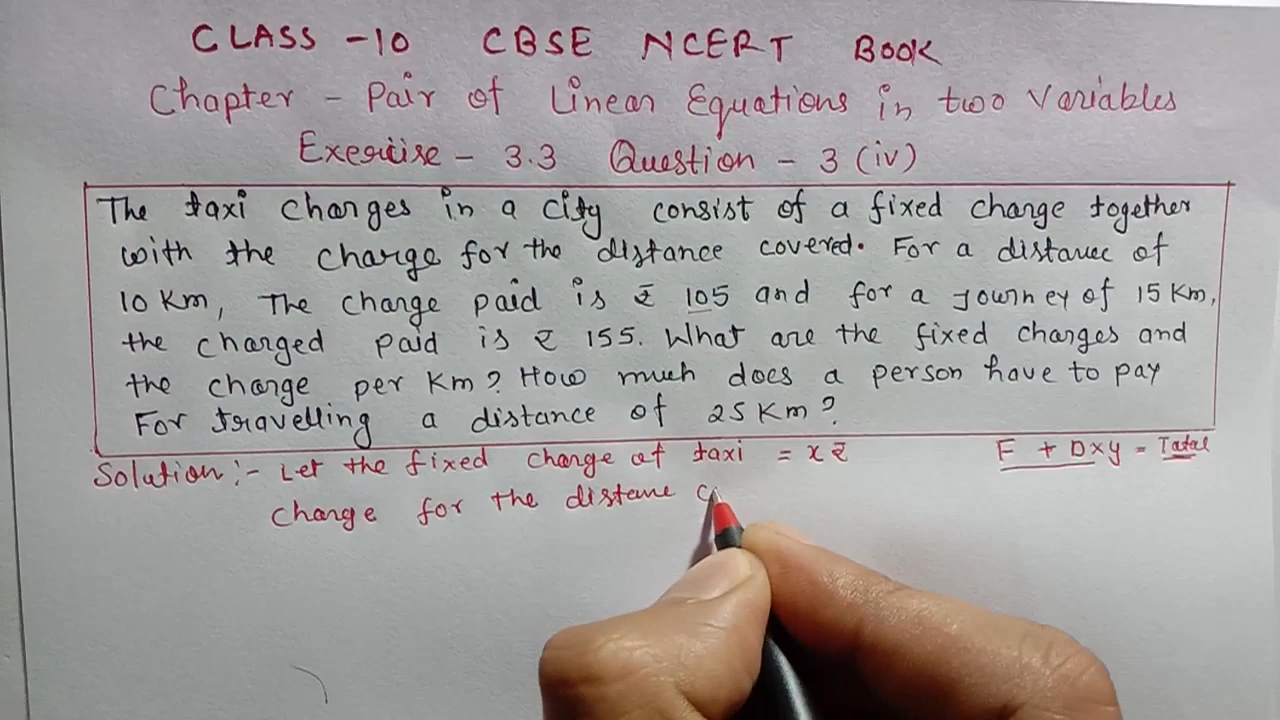 CLASS -10 CBSE NCERT BOOK
Chapter - Pair of Linear Equations in two Variables
Exercise - 3.3 Question - 3 (iv)
The taxi charges in a city consist of a fixed charge together
with the charge for the distance covered. For a distance of
10 Km, The charge paid is ₹ 105 and for a Journey of 15 Km,
the charged paid is ₹ 155. What are the fixed charges and
the charge per Km? How much does a person have to pay
For travelling a distance of 25 Km?
Solution :- Let the fixed charge of taxi = x ₹
F + D×y = Total
charge for the distane c